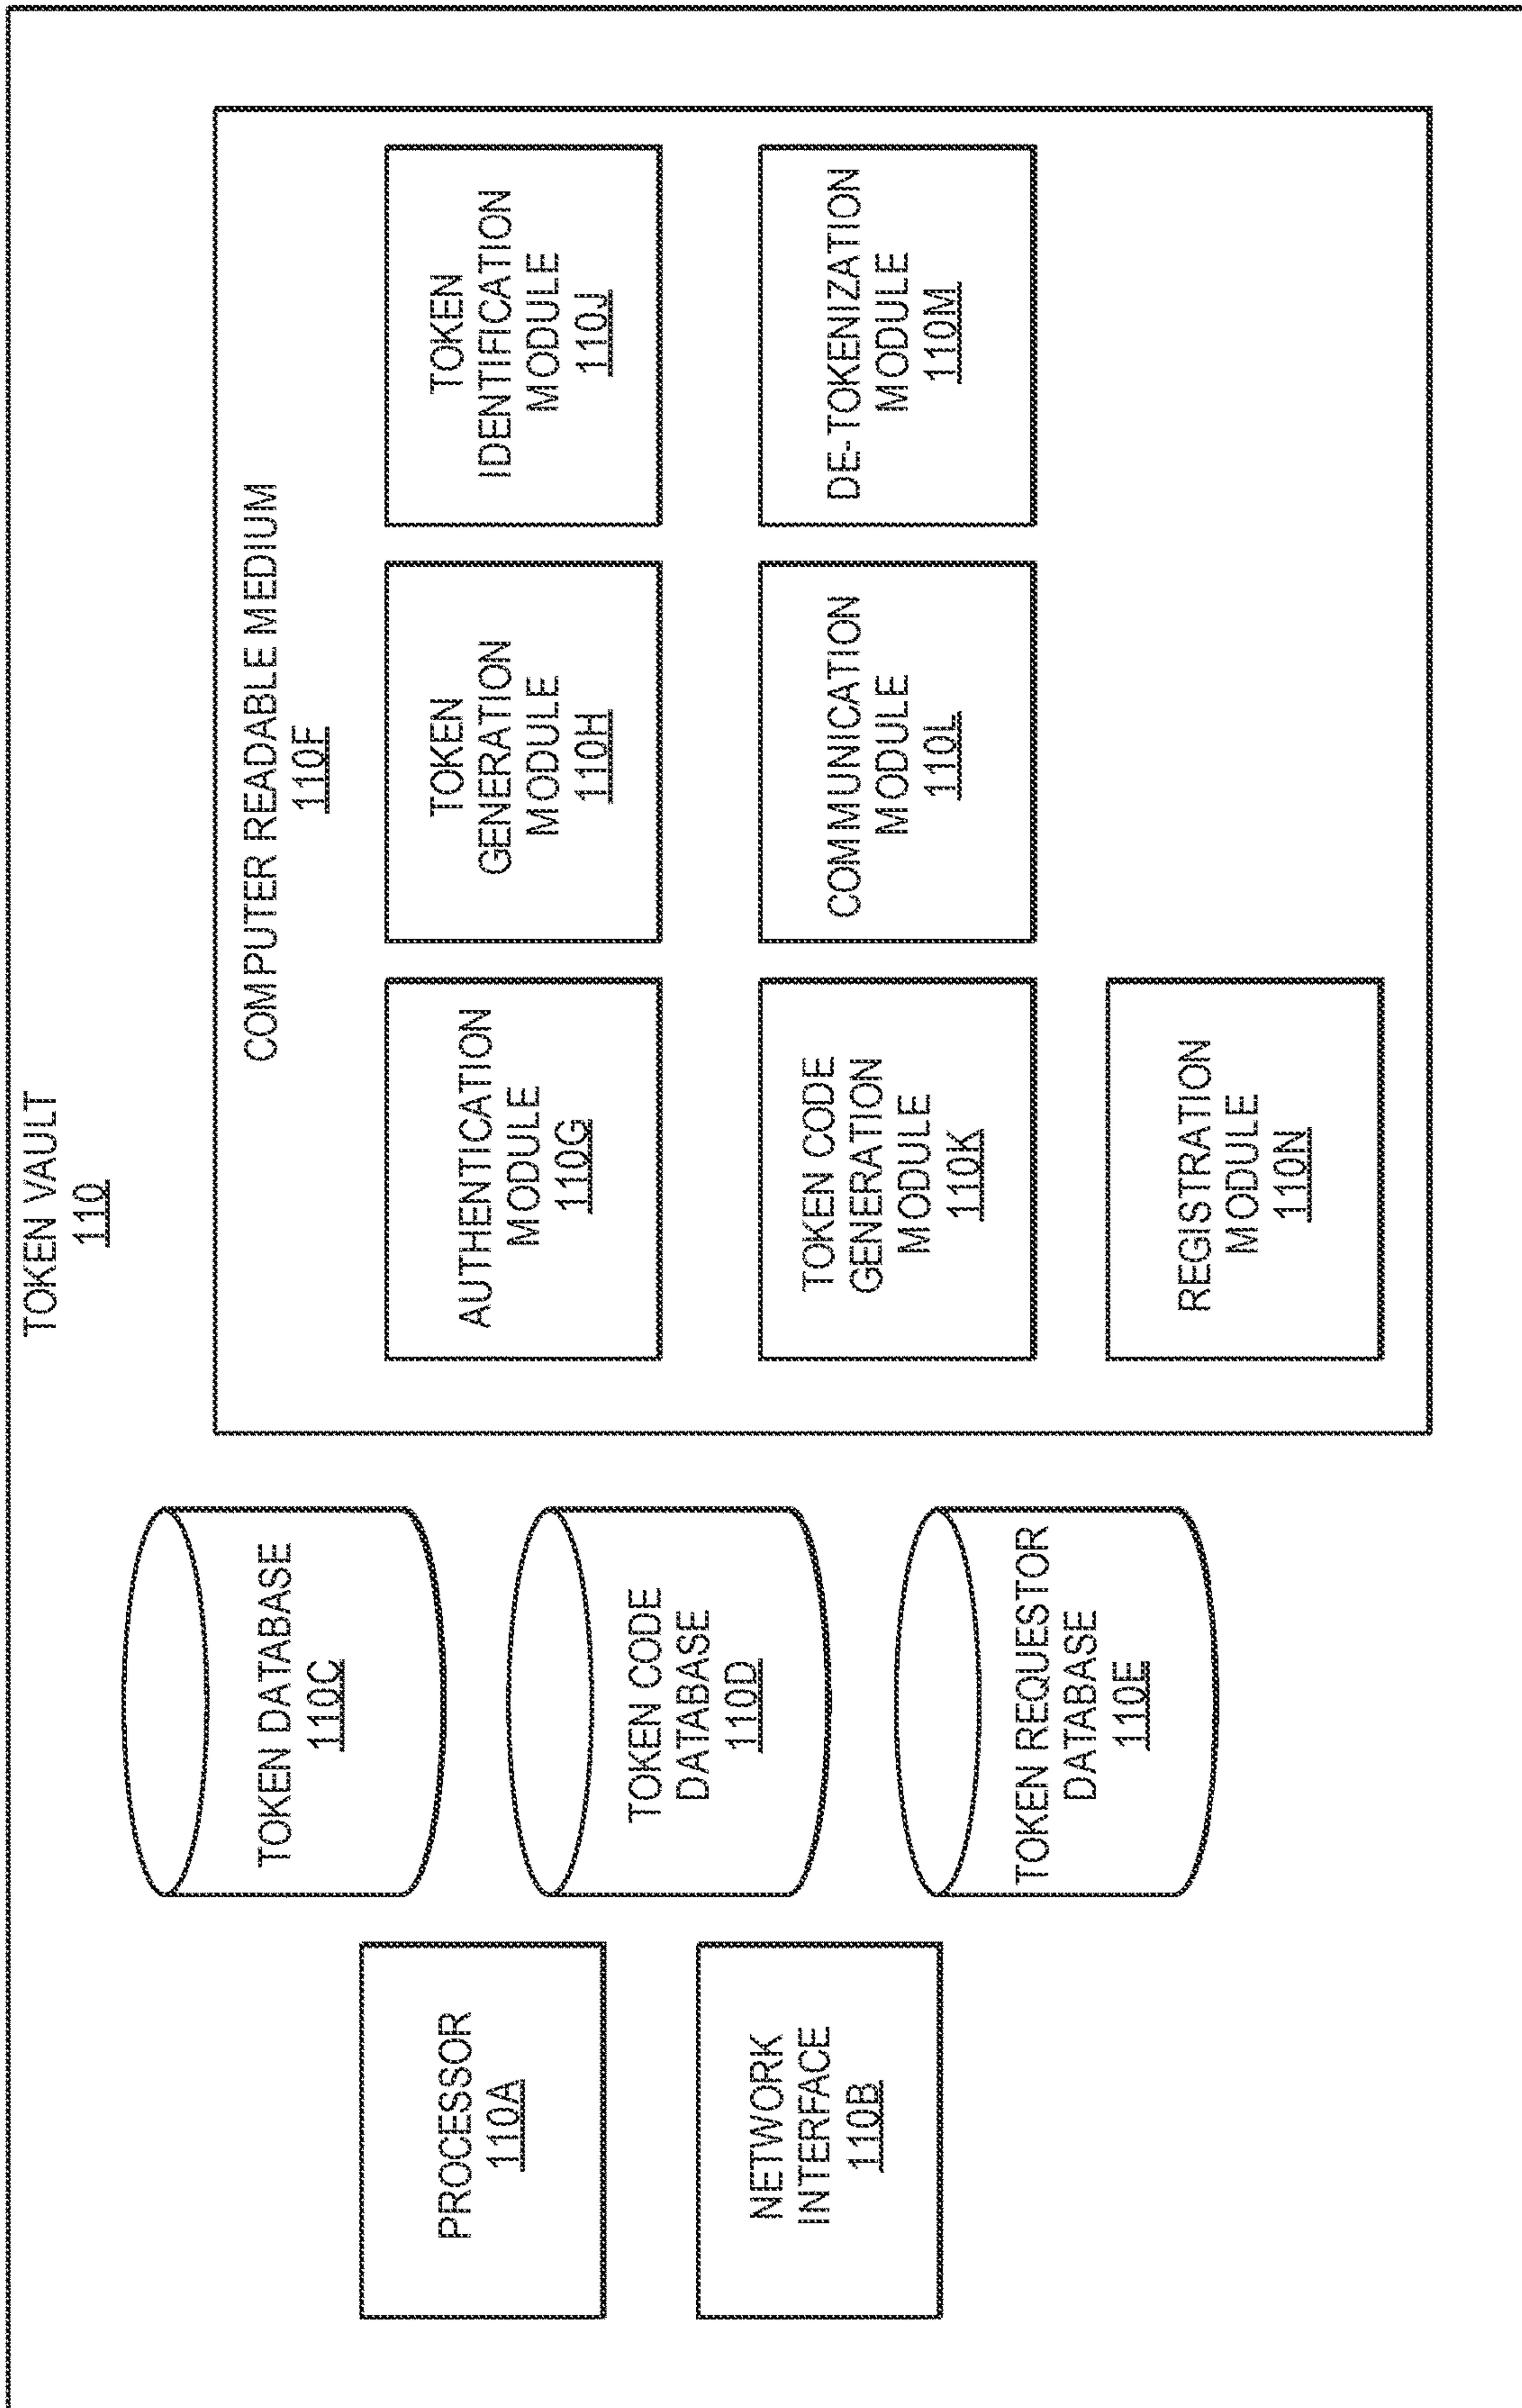 TOKEN VAULT
110
PROCESSOR
110A
NETWORK
INTERFACE
110B
TOKEN DATABASE
110C
TOKEN CODE
DATABASE
110D
TOKEN REQUESTOR
DATABASE
110E
COMPUTER READABLE MEDIUM
110F
AUTHENTICATION
MODULE
110G
TOKEN
GENERATION
MODULE
110H
TOKEN
IDENTIFICATION
MODULE
110J
TOKEN CODE
GENERATION
MODULE
110K
COMMUNICATION
MODULE
110L
DE-TOKENIZATION
MODULE
110M
REGISTRATION
MODULE
110N